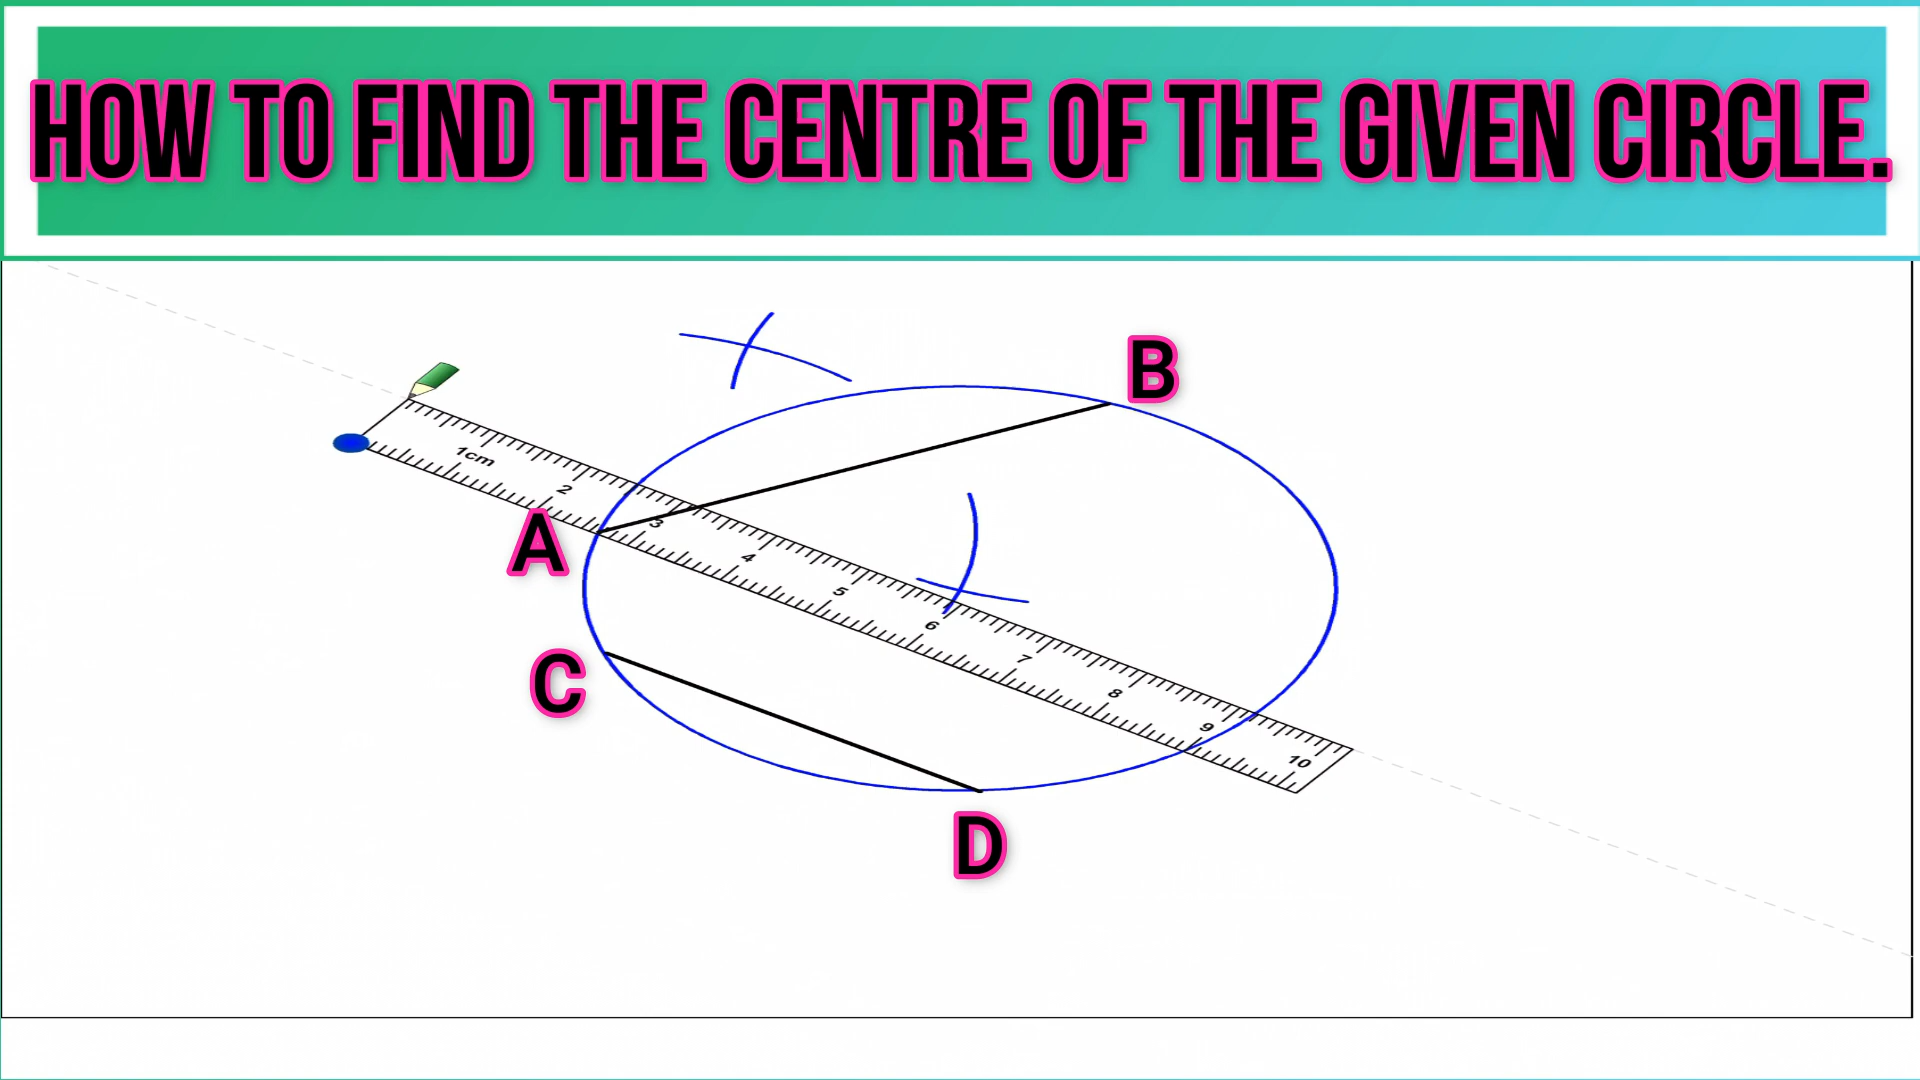 HOW TO FIND THE CENTRE OF THE GIVEN CIRCLE.
B
1cm
2
3
A
4
5
6
7
C
8
9
10
D